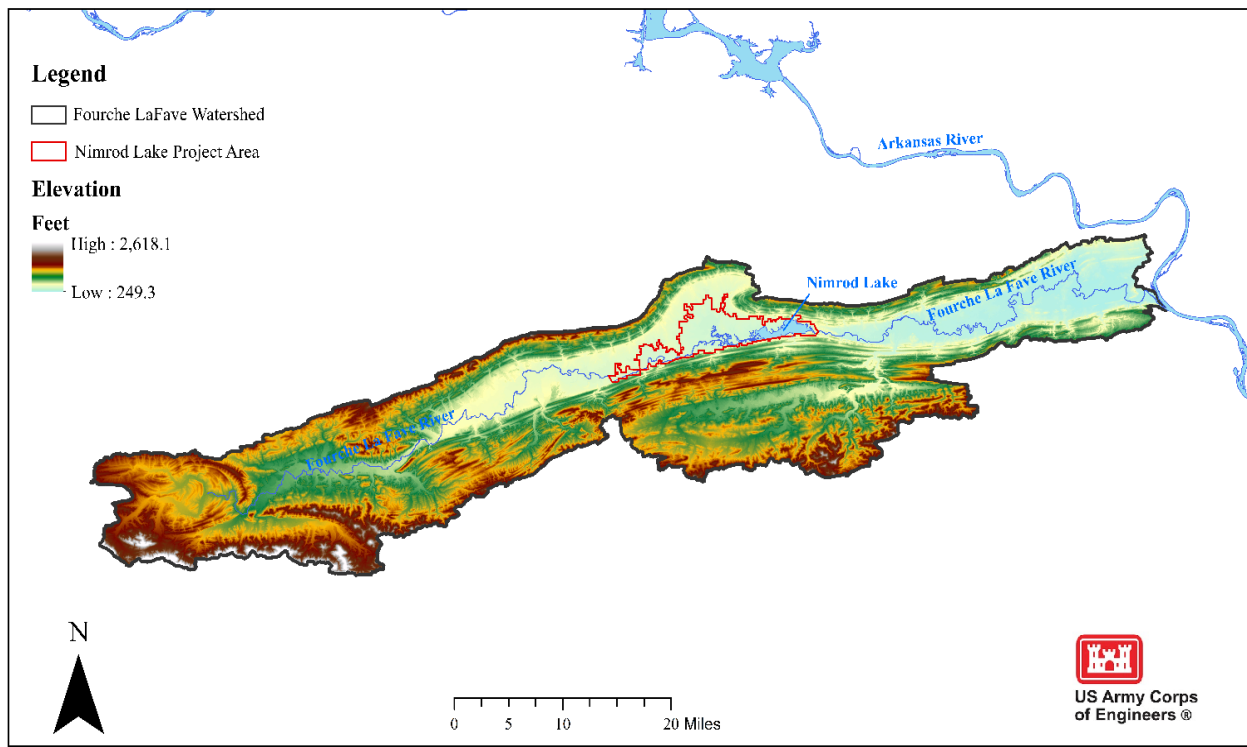 Legend
Fourche LaFave Watershed
Nimrod Lake Project Area
Elevation
Feet
High : 2,618.1
Low : 249.3
Arkansas River
Nimrod Lake
Fourche La Fave River
Fourche La Fave River
N
0 5 10 20 Miles
US Army Corps
of Engineers ®